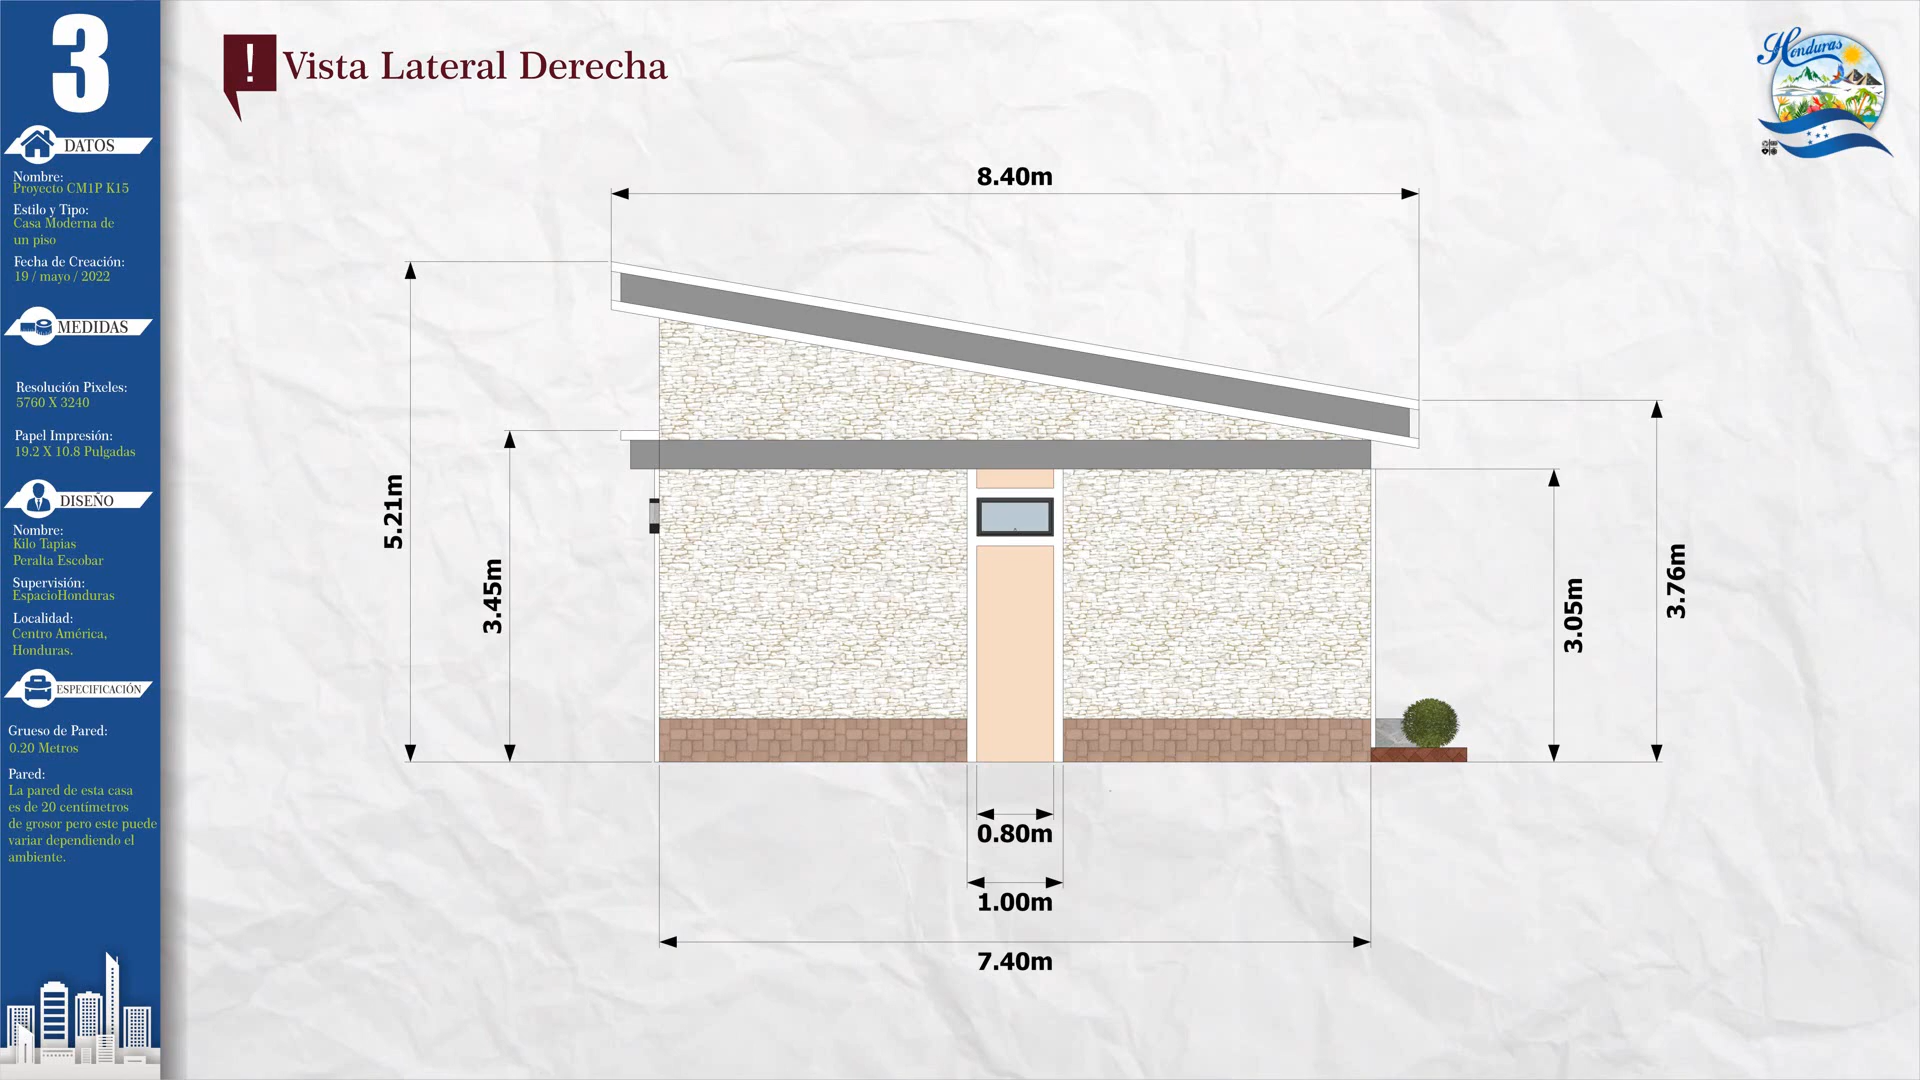 3
DATOS
Nombre:
Proyecto CM1P K15
Estilo y Tipo:
Casa Moderna de
un piso
Fecha de Creación:
19 / mayo / 2022
MEDIDAS
Resolución Pixeles:
5760 X 3240
Papel Impresión:
19.2 X 10.8 Pulgadas
DISEÑO
Nombre:
Kilo Tapias
Peralta Escobar
Supervisión:
EspacioHonduras
Localidad:
Centro América,
Honduras.
ESPECIFICACIÓN
Grueso de Pared:
0.20 Metros
Pared:
La pared de esta casa
es de 20 centímetros
de grosor pero este puede
variar dependiendo el
ambiente.
! Vista Lateral Derecha
Honduras
8.40m
5.21m
3.45m
3.05m
3.76m
0.80m
1.00m
7.40m